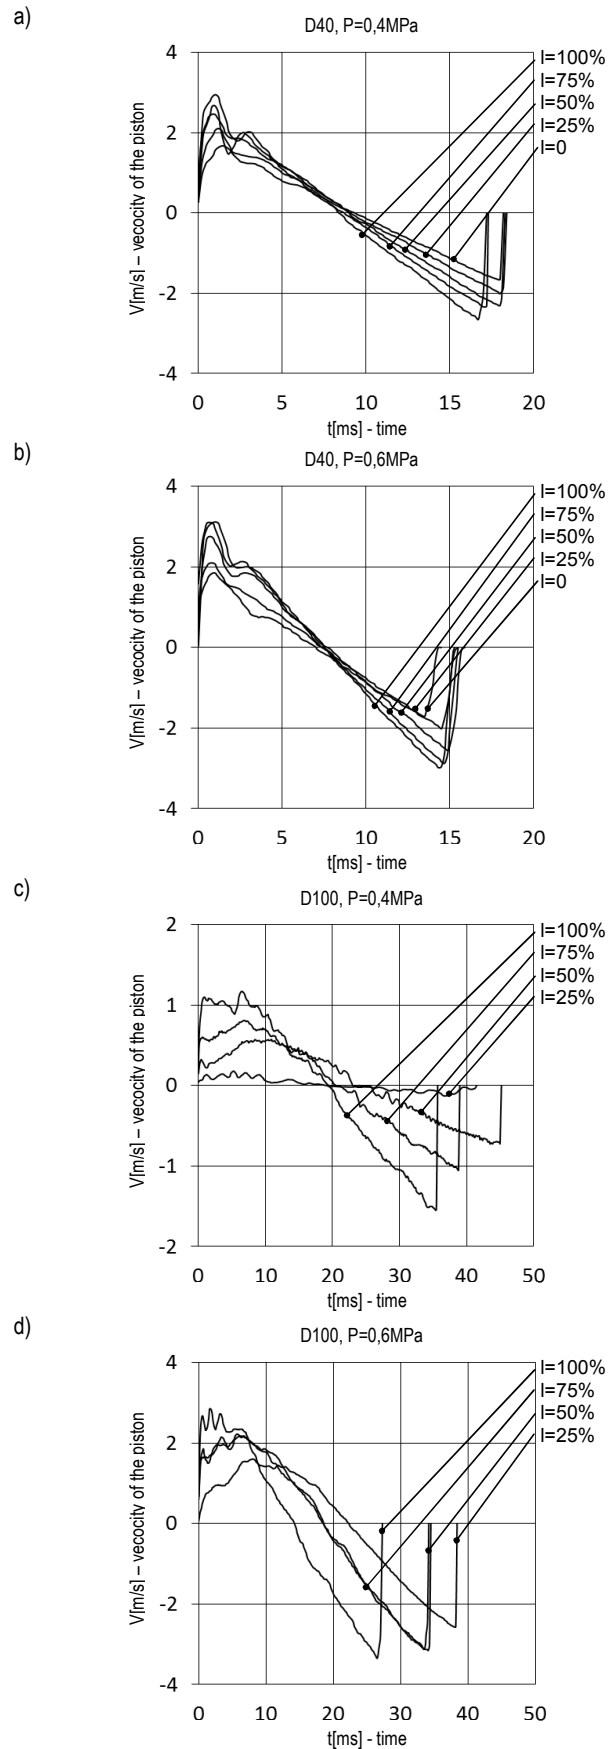 a)
D40, P=0,4MPa
V[m/s] – vecocity of the piston
4
2
0
-2
-4
0 5 10 15 20
t[ms] - time
I=100%
I=75%
I=50%
I=25%
I=0
b)
D40, P=0,6MPa
V[m/s] – vecocity of the piston
4
2
0
-2
-4
0 5 10 15 20
t[ms] - time
I=100%
I=75%
I=50%
I=25%
I=0
c)
D100, P=0,4MPa
V[m/s] – vecocity of the piston
2
1
0
-1
-2
0 10 20 30 40 50
t[ms] - time
I=100%
I=75%
I=50%
I=25%
d)
D100, P=0,6MPa
V[m/s] – vecocity of the piston
4
2
0
-2
-4
0 10 20 30 40 50
t[ms] - time
I=100%
I=75%
I=50%
I=25%